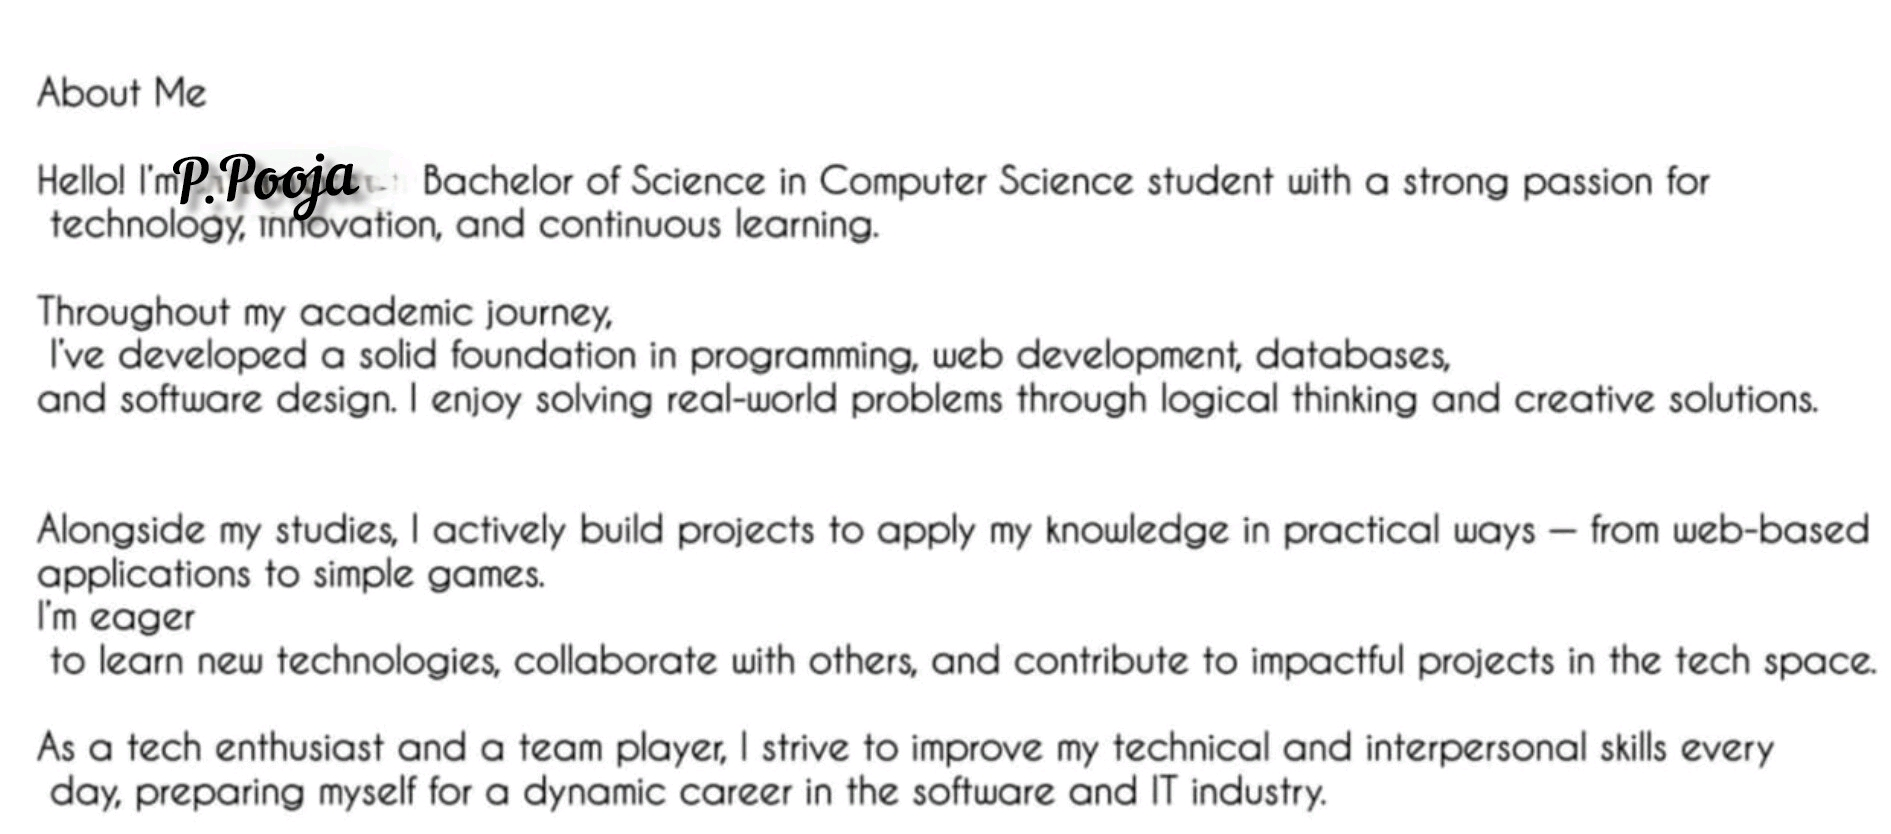 About Me
Hello! I'm P.Pooja Bachelor of Science in Computer Science student with a strong passion for
technology, innovation, and continuous learning.
Throughout my academic journey,
I've developed a solid foundation in programming, web development, databases,
and software design. I enjoy solving real-world problems through logical thinking and creative solutions.
Alongside my studies, I actively build projects to apply my knowledge in practical ways – from web-based
applications to simple games.
I'm eager
to learn new technologies, collaborate with others, and contribute to impactful projects in the tech space.
As a tech enthusiast and a team player, I strive to improve my technical and interpersonal skills every
day, preparing myself for a dynamic career in the software and IT industry.